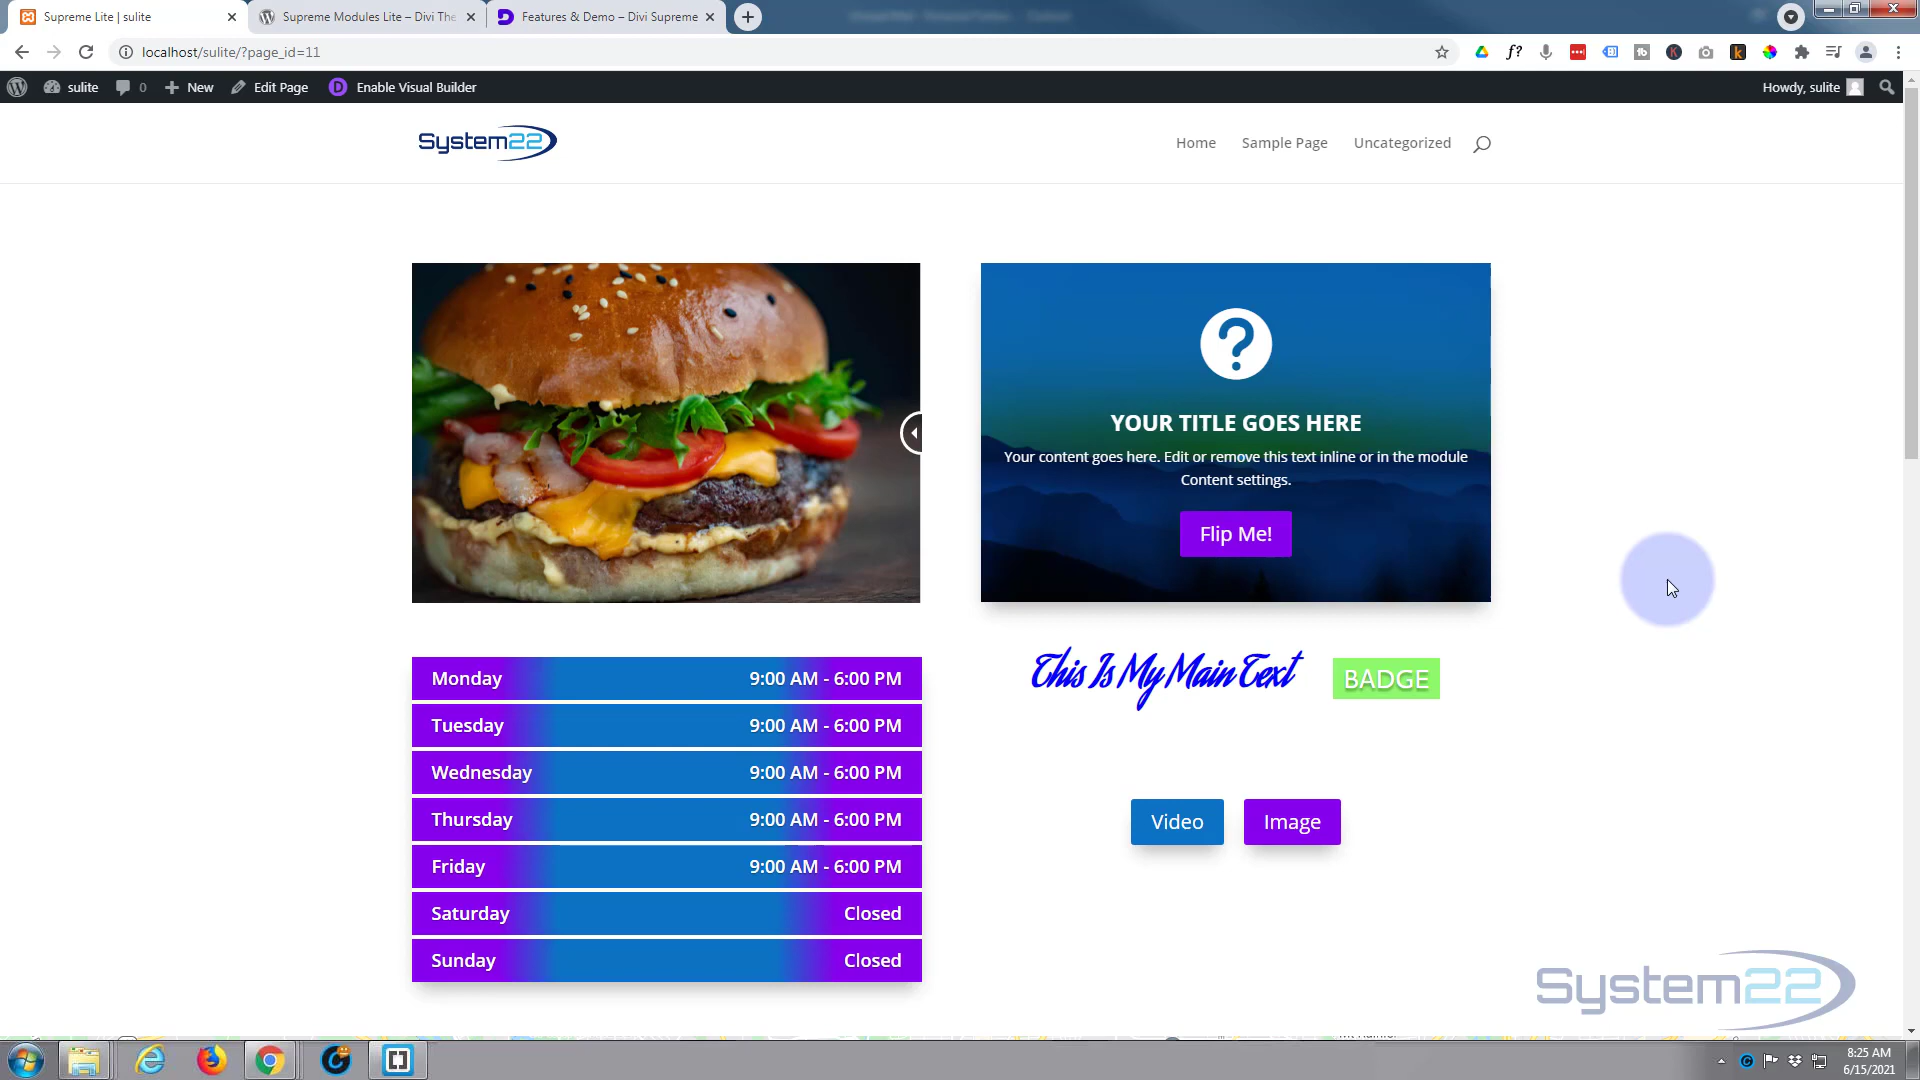 Supreme Lite | sulite
Supreme Modules Lite – Divi The
Features & Demo – Divi Supreme
localhost/sulite/?page_id=11
sulite
0
New
Edit Page
Enable Visual Builder
Howdy, sulite
System22
Home
Sample Page
Uncategorized
?
YOUR TITLE GOES HERE
Your content goes here. Edit or remove this text inline or in the module
Content settings.
Flip Me!
Monday 9:00 AM - 6:00 PM
Tuesday 9:00 AM - 6:00 PM
Wednesday 9:00 AM - 6:00 PM
Thursday 9:00 AM - 6:00 PM
Friday 9:00 AM - 6:00 PM
Saturday Closed
Sunday Closed
This Is My Main Text
BADGE
Video
Image
System22
8:25 AM
6/15/2021